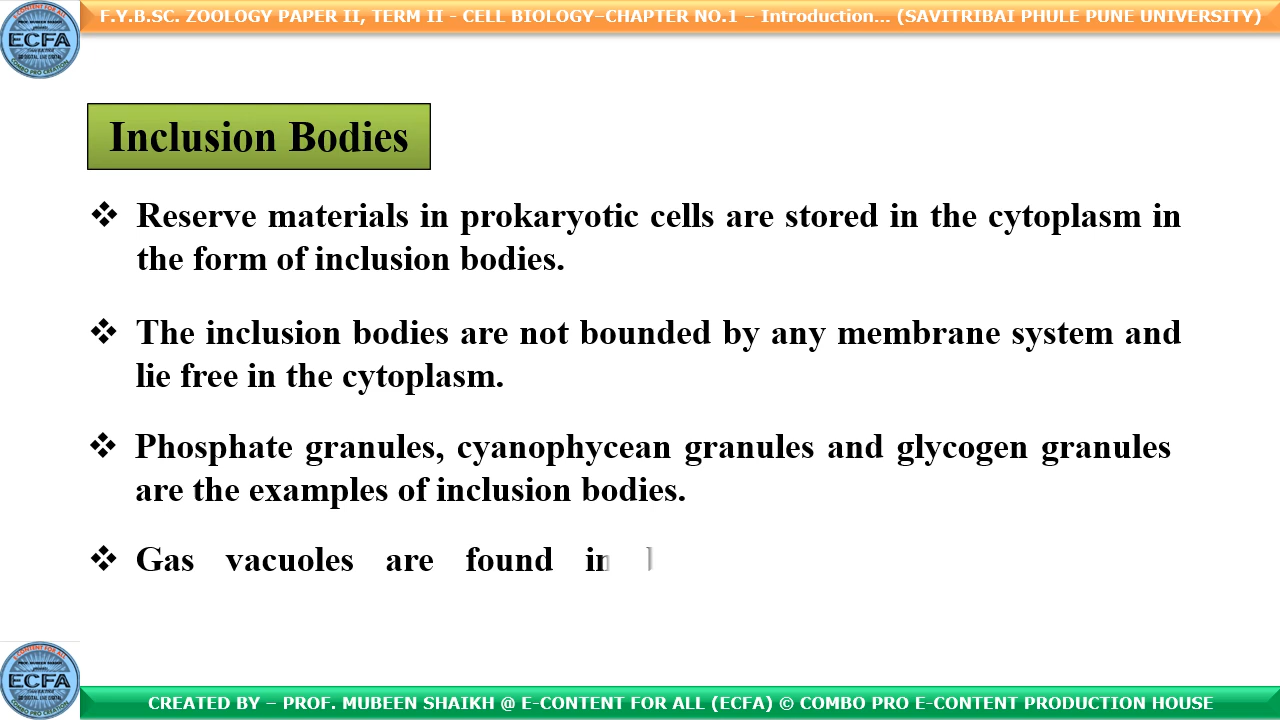 F.Y.B.SC. ZOOLOGY PAPER II, TERM II - CELL BIOLOGY–CHAPTER NO.1 – Introduction... (SAVITRIBAI PHULE PUNE UNIVERSITY)
ECFA
Inclusion Bodies
❖ Reserve materials in prokaryotic cells are stored in the cytoplasm in
the form of inclusion bodies.
❖ The inclusion bodies are not bounded by any membrane system and
lie free in the cytoplasm.
❖ Phosphate granules, cyanophycean granules and glycogen granules
are the examples of inclusion bodies.
❖ Gas vacuoles are found in
ECFA
CREATED BY – PROF. MUBEEN SHAIKH @ E-CONTENT FOR ALL (ECFA) © COMBO PRO E-CONTENT PRODUCTION HOUSE